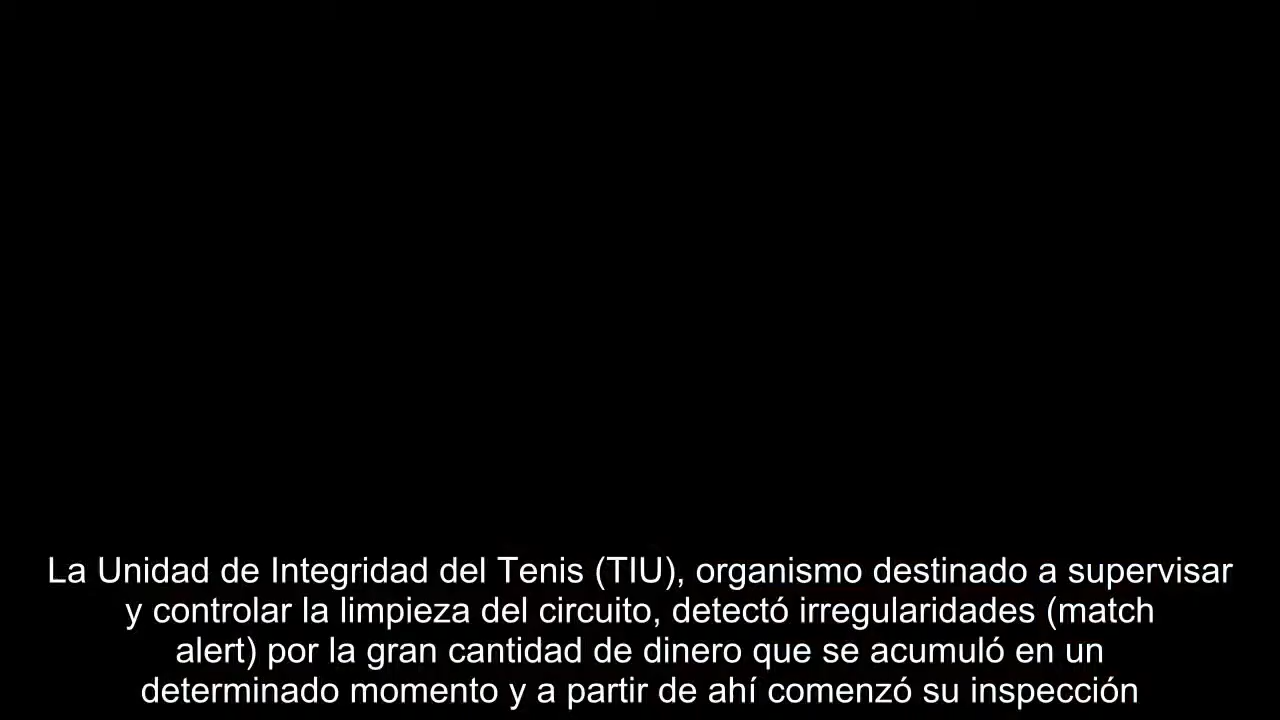 La Unidad de Integridad del Tenis (TIU), organismo destinado a supervisar
y controlar la limpieza del circuito, detectó irregularidades (match
alert) por la gran cantidad de dinero que se acumuló en un
determinado momento y a partir de ahí comenzó su inspección